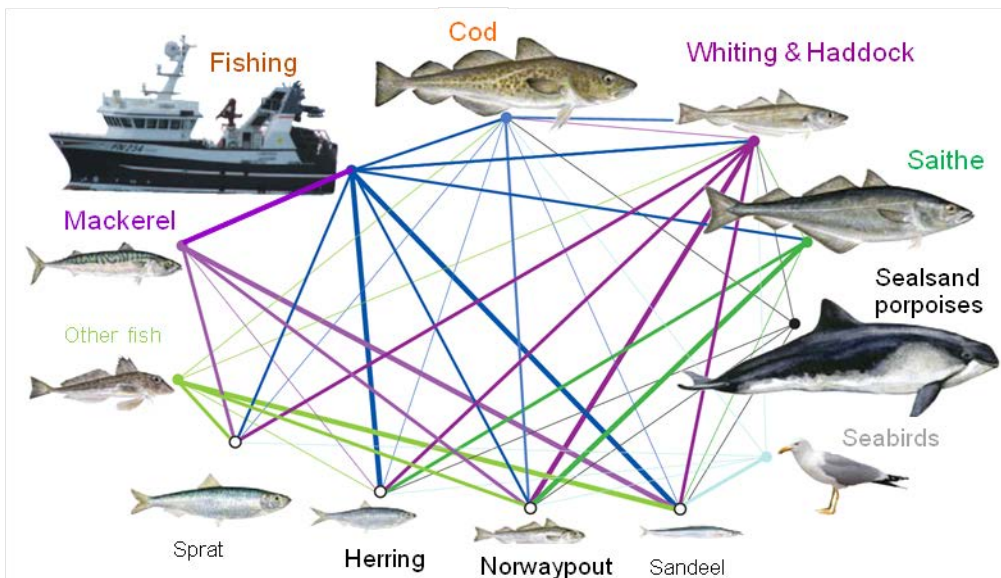 Cod
Fishing
Whiting & Haddock
Saithe
Mackerel
Sealsand
porpoises
Other fish
Seabirds
Sprat
Herring
Norwaypout
Sandeel